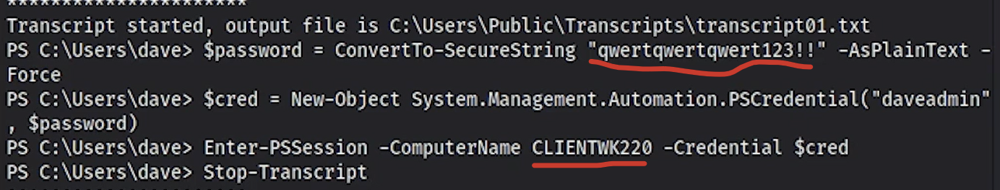 **********************
Transcript started, output file is C:\Users\Public\Transcripts\transcript01.txt
PS C:\Users\dave> $password = ConvertTo-SecureString "qwertqwertqwert123!!" -AsPlainText -
Force
PS C:\Users\dave> $cred = New-Object System.Management.Automation.PSCredential("daveadmin"
, $password)
PS C:\Users\dave> Enter-PSSession -ComputerName CLIENTWK220 -Credential $cred
PS C:\Users\dave> Stop-Transcript